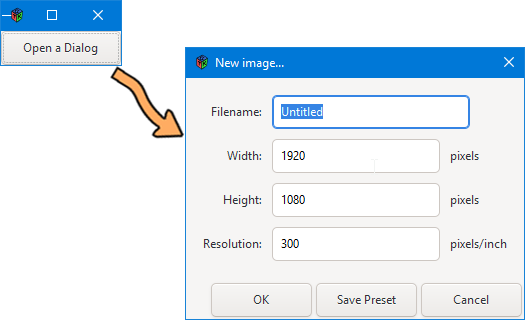 Open a Dialog
New image...
Filename: Untitled
Width: 1920 pixels
Height: 1080 pixels
Resolution: 300 pixels/inch
OK Save Preset Cancel